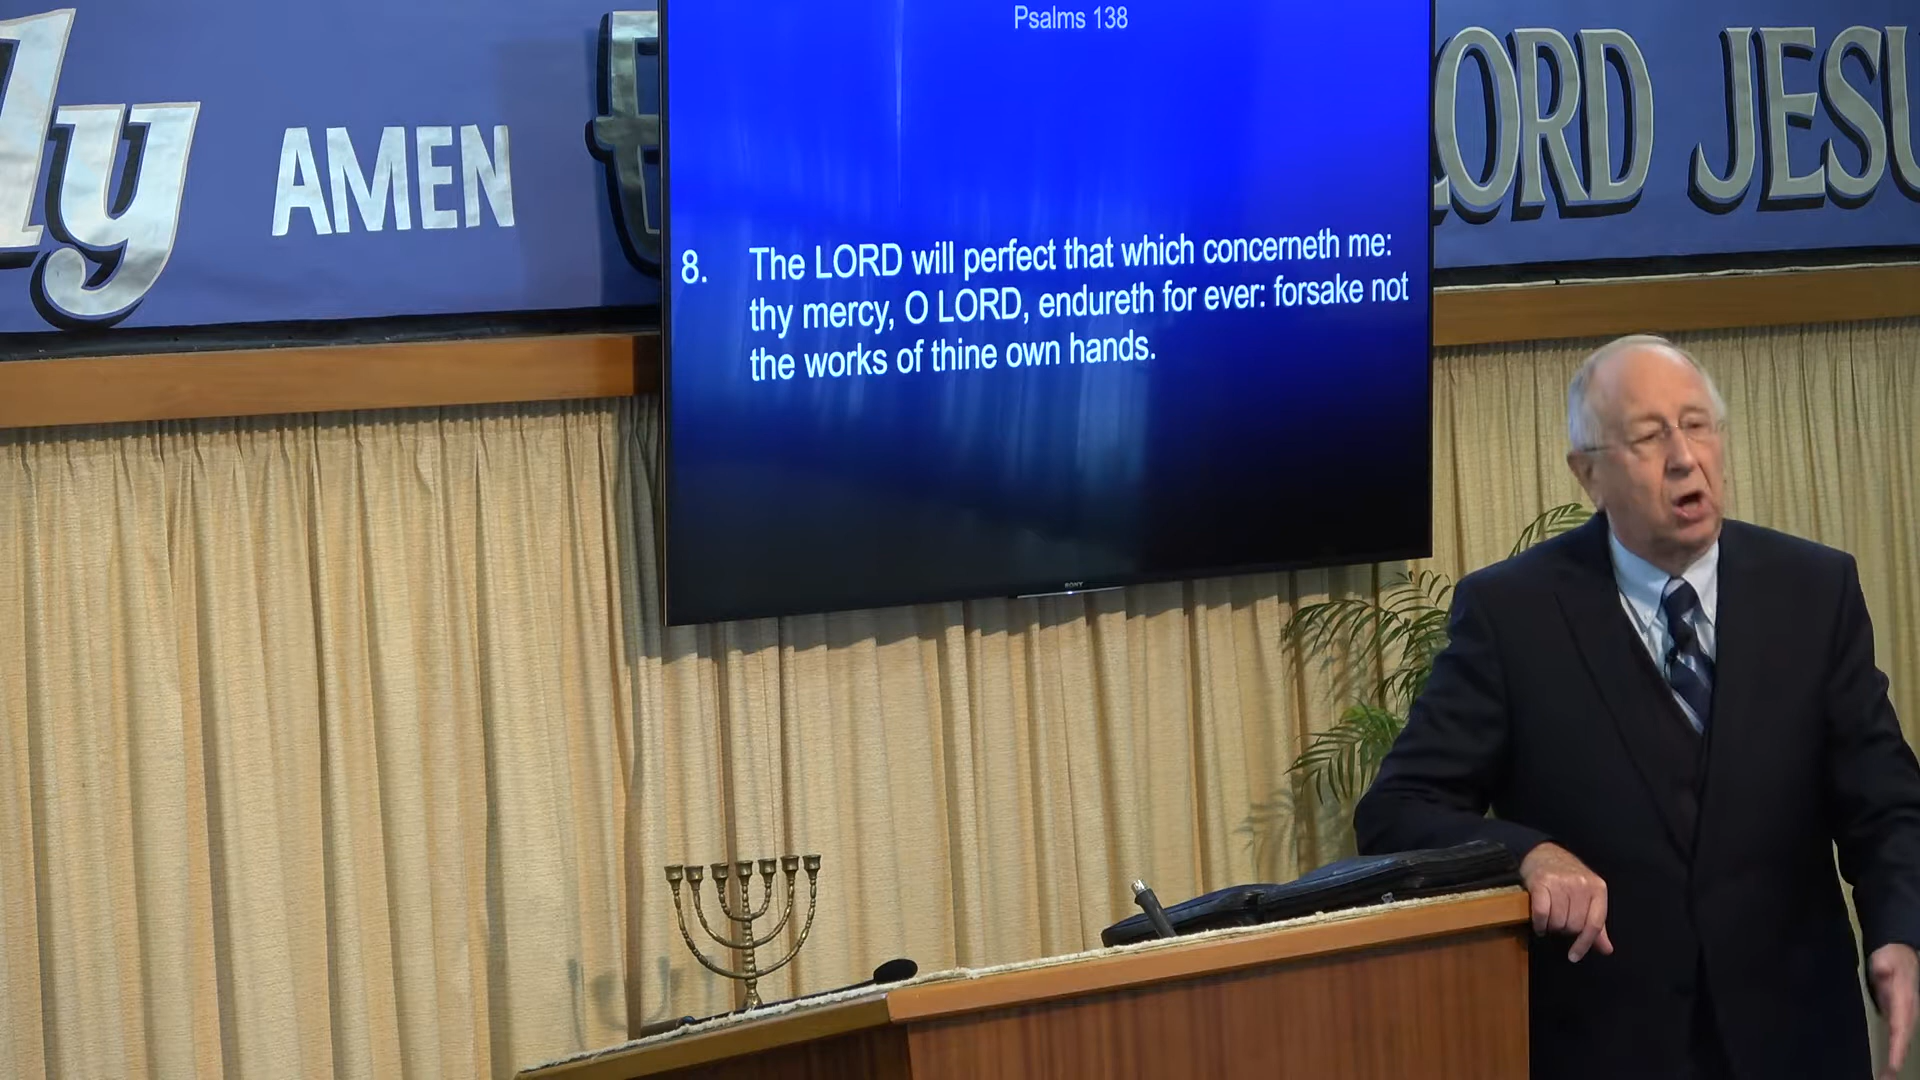 Psalms 138
ly AMEN
ORD JESU
8. The LORD will perfect that which concerneth me:
thy mercy, O LORD, endureth for ever: forsake not
the works of thine own hands.
SONY